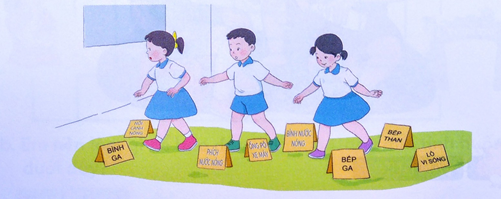 BÌNH
GA
PHÍCH
NƯỚC NÓNG
BÌNH NƯỚC
NÓNG
BẾP
GA
BẾP
THAN
LÒ
VI SÓNG